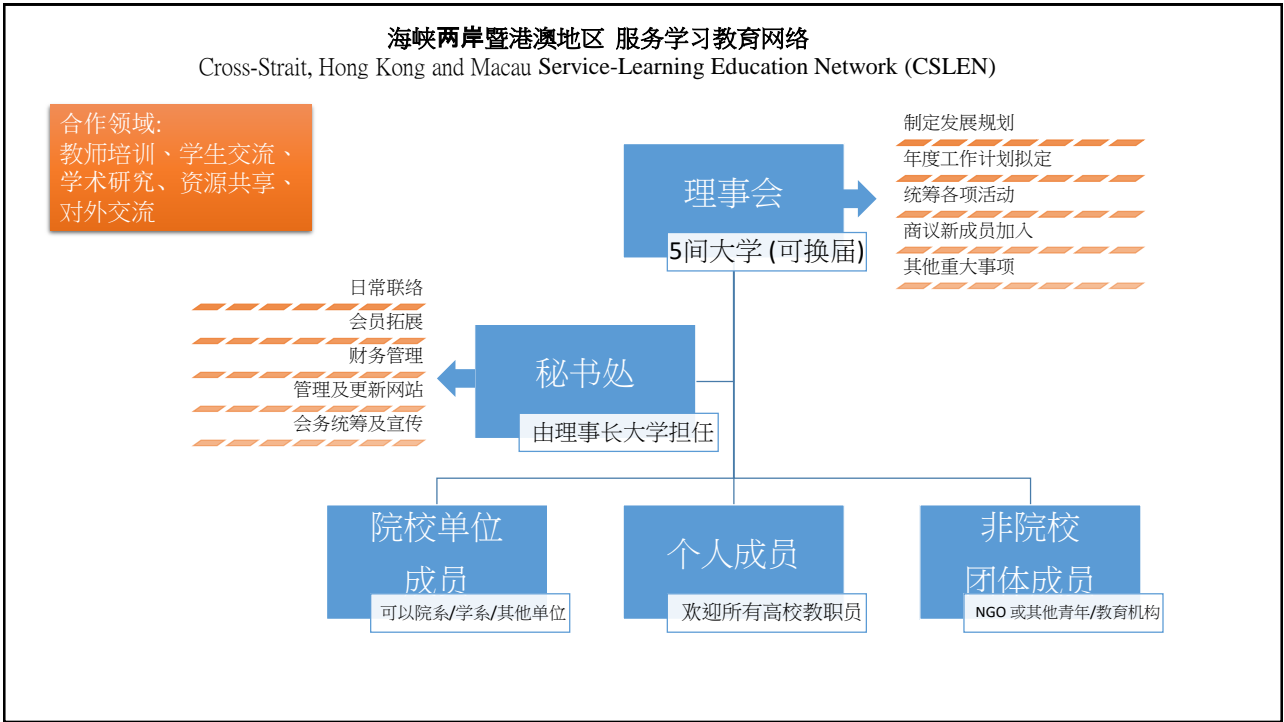 海峡两岸暨港澳地区 服务学习教育网络
Cross-Strait, Hong Kong and Macau Service-Learning Education Network (CSLEN)
合作领域:
教师培训、学生交流、
学术研究、资源共享、
对外交流
理事会
5间大学 (可换届)
制定发展规划
年度工作计划拟定
统筹各项活动
商议新成员加入
其他重大事项
日常联络
会员拓展
财务管理
管理及更新网站
会务统筹及宣传
秘书处
由理事长大学担任
院校单位
成员
可以院系/学系/其他单位
个人成员
欢迎所有高校教职员
非院校
团体成员
NGO 或其他青年/教育机构